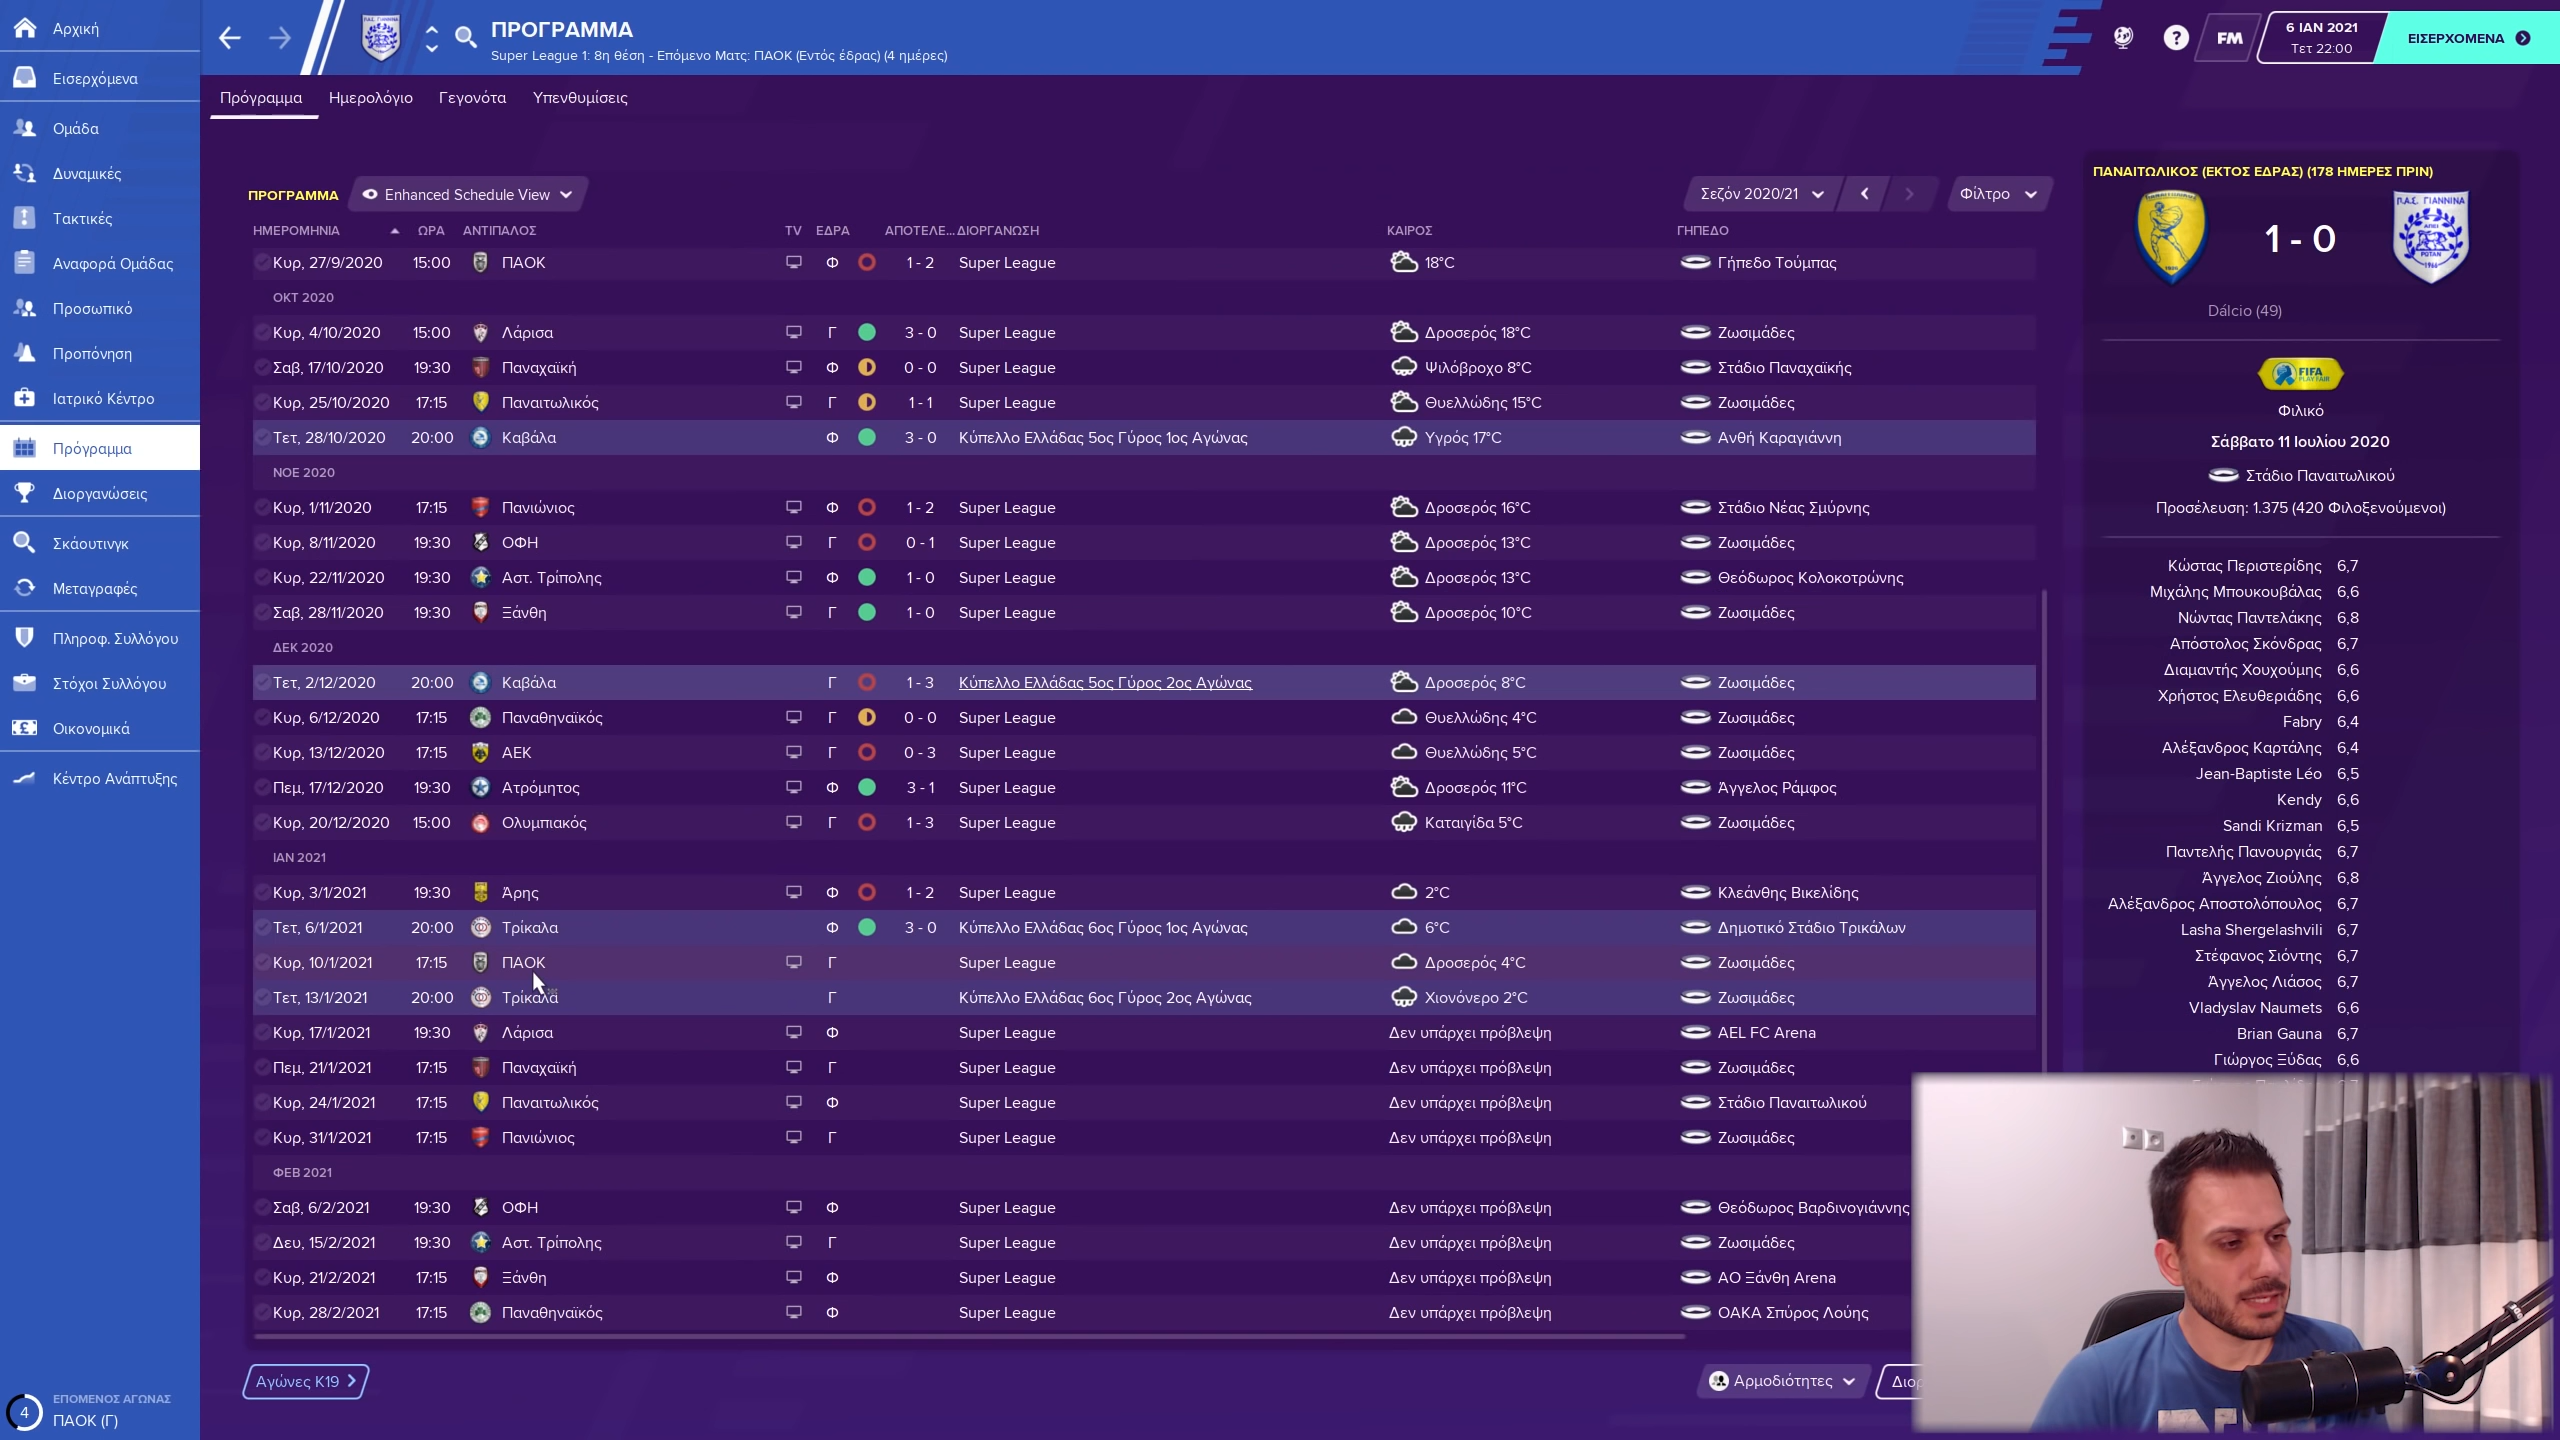 Αρχική
Εισερχόμενα
Ομάδα
Δυναμικές
Τακτικές
Αναφορά Ομάδας
Προσωπικό
Προπόνηση
Ιατρικό Κέντρο
Πρόγραμμα
Διοργανώσεις
Σκάουτινγκ
Μεταγραφές
Πληροφ. Συλλόγου
Στόχοι Συλλόγου
Οικονομικά
Κέντρο Ανάπτυξης
ΕΠΟΜΕΝΟΣ ΑΓΩΝΑΣ
4 ΠΑΟΚ (Γ)
ΠΡΟΓΡΑΜΜΑ
Super League 1: 8η θέση - Επόμενο Ματς: ΠΑΟΚ (Εντός έδρας) (4 ημέρες)
FM
6 ΙΑΝ 2021
Τετ 22:00
ΕΙΣΕΡΧΟΜΕΝΑ
Πρόγραμμα Ημερολόγιο Γεγονότα Υπενθυμίσεις
ΠΡΟΓΡΑΜΜΑ Enhanced Schedule View Σεζόν 2020/21 Φίλτρο
ΗΜΕΡΟΜΗΝΙΑ ΩΡΑ ΑΝΤΙΠΑΛΟΣ TV ΕΔΡΑ ΑΠΟΤΕΛΕ... ΔΙΟΡΓΑΝΩΣΗ ΚΑΙΡΟΣ ΓΗΠΕΔΟ
Κυρ, 27/9/2020 15:00 ΠΑΟΚ Φ 1 - 2 Super League 18°C Γήπεδο Τούμπας
ΟΚΤ 2020
Κυρ, 4/10/2020 15:00 Λάρισα Γ 3 - 0 Super League Δροσερός 18°C Ζωσιμάδες
Σαβ, 17/10/2020 19:30 Παναχαϊκή Φ 0 - 0 Super League Ψιλόβροχο 8°C Στάδιο Παναχαϊκής
Κυρ, 25/10/2020 17:15 Παναιτωλικός Γ 1 - 1 Super League Θυελλώδης 15°C Ζωσιμάδες
Τετ, 28/10/2020 20:00 Καβάλα Φ 3 - 0 Κύπελλο Ελλάδας 5ος Γύρος 1ος Αγώνας Υγρός 17°C Ανθή Καραγιάννη
ΝΟΕ 2020
Κυρ, 1/11/2020 17:15 Πανιώνιος Φ 1 - 2 Super League Δροσερός 16°C Στάδιο Νέας Σμύρνης
Κυρ, 8/11/2020 19:30 ΟΦΗ Γ 0 - 1 Super League Δροσερός 13°C Ζωσιμάδες
Κυρ, 22/11/2020 19:30 Αστ. Τρίπολης Φ 1 - 0 Super League Δροσερός 13°C Θεόδωρος Κολοκοτρώνης
Σαβ, 28/11/2020 19:30 Ξάνθη Γ 1 - 0 Super League Δροσερός 10°C Ζωσιμάδες
ΔΕΚ 2020
Τετ, 2/12/2020 20:00 Καβάλα Γ 1 - 3 Κύπελλο Ελλάδας 5ος Γύρος 2ος Αγώνας Δροσερός 8°C Ζωσιμάδες
Κυρ, 6/12/2020 17:15 Παναθηναϊκός Γ 0 - 0 Super League Θυελλώδης 4°C Ζωσιμάδες
Κυρ, 13/12/2020 17:15 ΑΕΚ Γ 0 - 3 Super League Θυελλώδης 5°C Ζωσιμάδες
Πεμ, 17/12/2020 19:30 Ατρόμητος Φ 3 - 1 Super League Δροσερός 11°C Άγγελος Ράμφος
Κυρ, 20/12/2020 15:00 Ολυμπιακός Γ 1 - 3 Super League Καταιγίδα 5°C Ζωσιμάδες
ΙΑΝ 2021
Κυρ, 3/1/2021 19:30 Άρης Φ 1 - 2 Super League 2°C Κλεάνθης Βικελίδης
Τετ, 6/1/2021 20:00 Τρίκαλα Φ 3 - 0 Κύπελλο Ελλάδας 6ος Γύρος 1ος Αγώνας 6°C Δημοτικό Στάδιο Τρικάλων
Κυρ, 10/1/2021 17:15 ΠΑΟΚ Γ Super League Δροσερός 4°C Ζωσιμάδες
Τετ, 13/1/2021 20:00 Τρίκαλα Γ Κύπελλο Ελλάδας 6ος Γύρος 2ος Αγώνας Χιονόνερο 2°C Ζωσιμάδες
Κυρ, 17/1/2021 19:30 Λάρισα Φ Super League Δεν υπάρχει πρόβλεψη AEL FC Arena
Πεμ, 21/1/2021 17:15 Παναχαϊκή Γ Super League Δεν υπάρχει πρόβλεψη Ζωσιμάδες
Κυρ, 24/1/2021 17:15 Παναιτωλικός Φ Super League Δεν υπάρχει πρόβλεψη Στάδιο Παναιτωλικού
Κυρ, 31/1/2021 17:15 Πανιώνιος Γ Super League Δεν υπάρχει πρόβλεψη Ζωσιμάδες
ΦΕΒ 2021
Σαβ, 6/2/2021 19:30 ΟΦΗ Φ Super League Δεν υπάρχει πρόβλεψη Θεόδωρος Βαρδινογιάννης
Δευ, 15/2/2021 19:30 Αστ. Τρίπολης Γ Super League Δεν υπάρχει πρόβλεψη Ζωσιμάδες
Κυρ, 21/2/2021 17:15 Ξάνθη Φ Super League Δεν υπάρχει πρόβλεψη ΑΟ Ξάνθη Arena
Κυρ, 28/2/2021 17:15 Παναθηναϊκός Φ Super League Δεν υπάρχει πρόβλεψη ΟΑΚΑ Σπύρος Λούης
Αγώνες Κ19 Αρμοδιότητες
ΠΑΝΑΙΤΩΛΙΚΟΣ (ΕΚΤΟΣ ΕΔΡΑΣ) (178 ΗΜΕΡΕΣ ΠΡΙΝ)
Π.Α.Σ. ΓΙΑΝΝΙΝΑ
1 - 0
Dálcio (49)
FIFA
PLAY FAIR
Φιλικό
Σάββατο 11 Ιουλίου 2020
Στάδιο Παναιτωλικού
Προσέλευση: 1.375 (420 Φιλοξενούμενοι)
Κώστας Περιστερίδης 6,7
Μιχάλης Μπουκουβάλας 6,6
Νώντας Παντελάκης 6,8
Απόστολος Σκόνδρας 6,7
Διαμαντής Χουχούμης 6,6
Χρήστος Ελευθεριάδης 6,6
Fabry 6,4
Αλέξανδρος Καρτάλης 6,4
Jean-Baptiste Léo 6,5
Kendy 6,6
Sandi Krizman 6,5
Παντελής Πανουργιάς 6,7
Άγγελος Ζιούλης 6,8
Αλέξανδρος Αποστολόπουλος 6,7
Lasha Shergelashvili 6,7
Στέφανος Σιόντης 6,7
Άγγελος Λιάσος 6,7
Vladyslav Naumets 6,6
Brian Gauna 6,7
Γιώργος Ξύδας 6,6